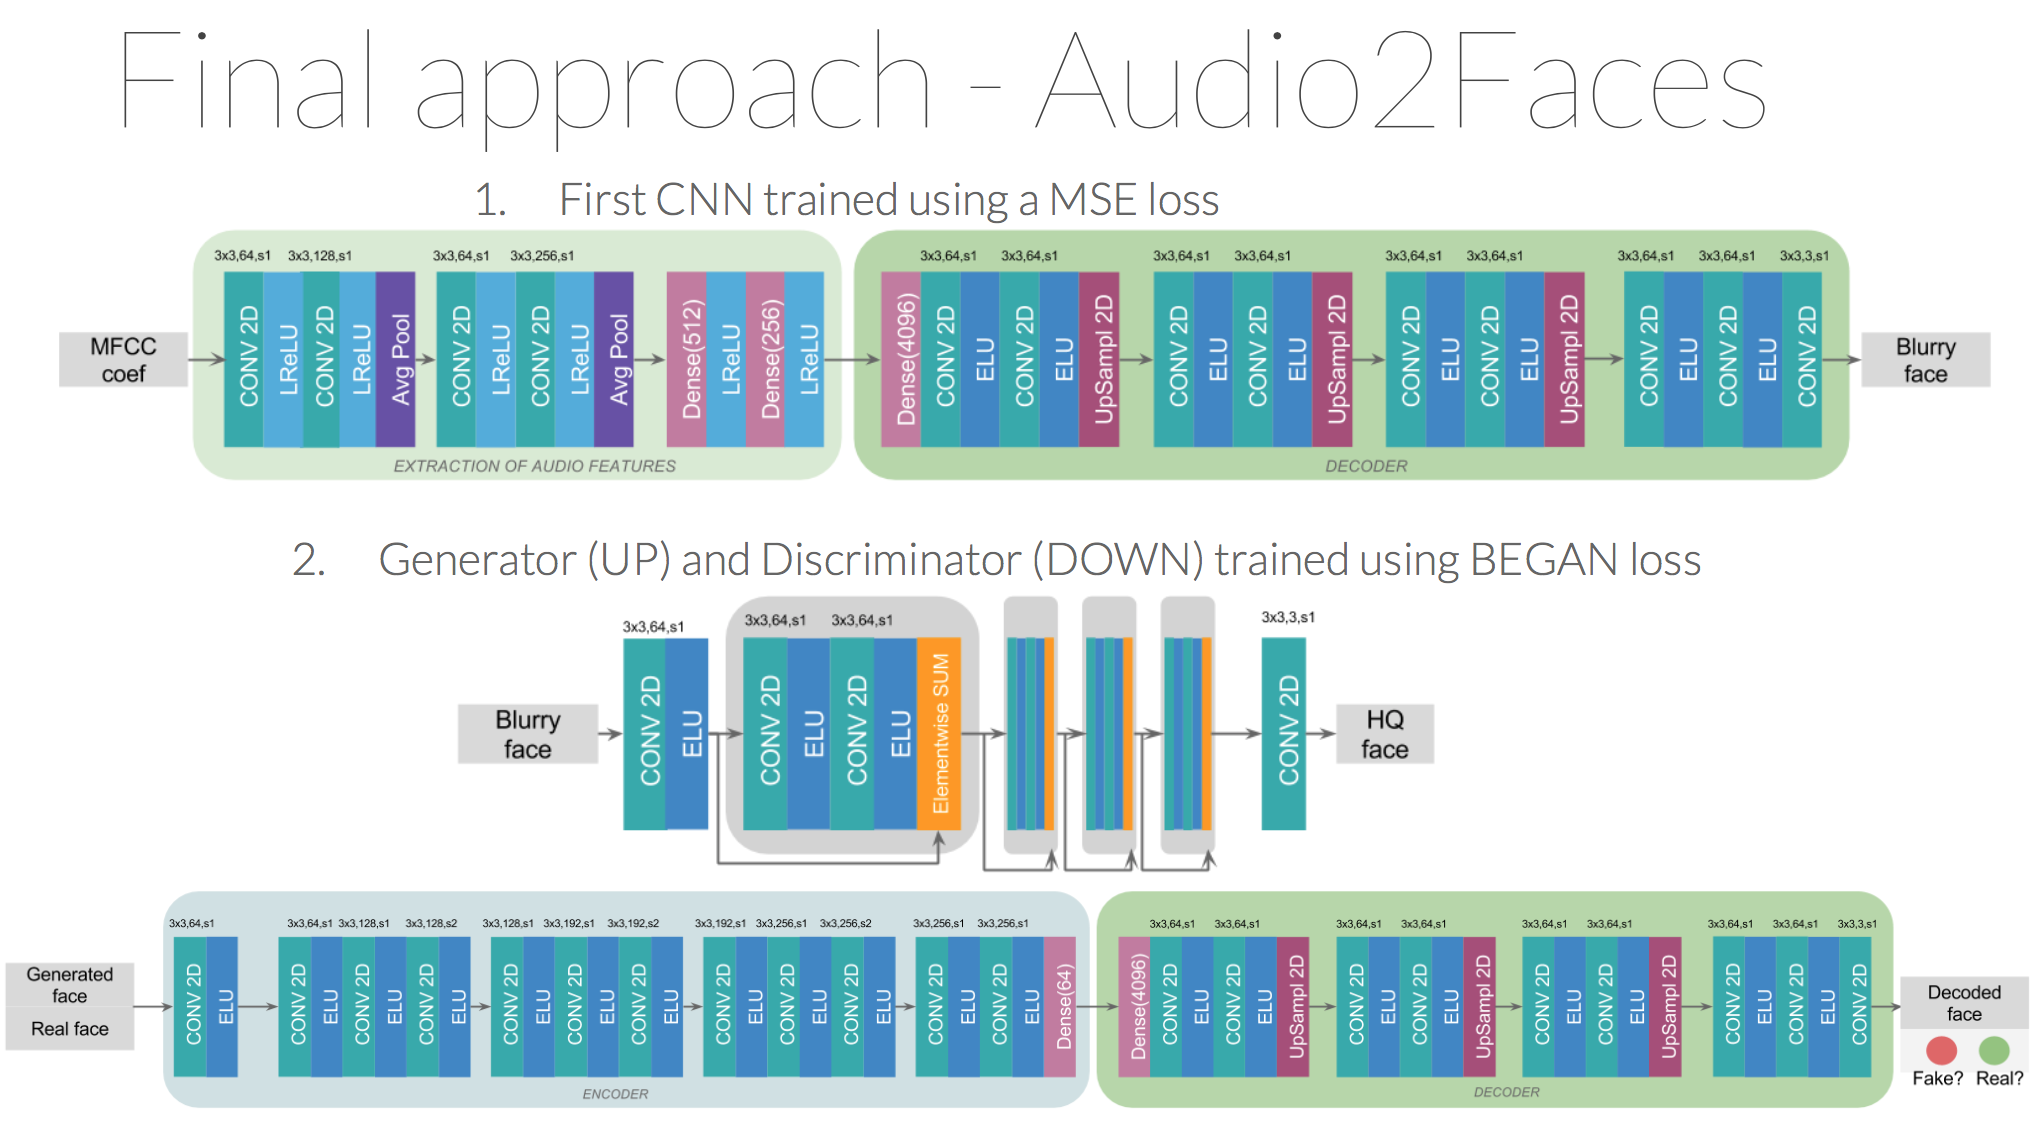 Final approach - Audio2Faces
1. First CNN trained using a MSE loss
3x3,64,s1 3x3,128,s1 3x3,64,s1 3x3,256,s1 3x3,64,s1 3x3,64,s1 3x3,64,s1 3x3,64,s1 3x3,64,s1 3x3,64,s1 3x3,64,s1 3x3,64,s1 3x3,3,s1
MFCC
coef
CONV 2D
LReLU
CONV 2D
LReLU
Avg Pool
CONV 2D
LReLU
CONV 2D
LReLU
Avg Pool
Dense(512)
LReLU
Dense(256)
LReLU
EXTRACTION OF AUDIO FEATURES
Dense(4096)
CONV 2D
ELU
CONV 2D
ELU
UpSampl 2D
CONV 2D
ELU
CONV 2D
ELU
UpSampl 2D
CONV 2D
ELU
CONV 2D
ELU
UpSampl 2D
CONV 2D
ELU
CONV 2D
ELU
CONV 2D
DECODER
Blurry
face
2. Generator (UP) and Discriminator (DOWN) trained using BEGAN loss
3x3,64,s1 3x3,64,s1 3x3,64,s1 3x3,3,s1
Blurry
face
CONV 2D
ELU
CONV 2D
ELU
CONV 2D
ELU
Elementwise SUM
CONV 2D
HQ
face
3x3,64,s1 3x3,64,s1 3x3,128,s1 3x3,128,s2 3x3,128,s1 3x3,192,s1 3x3,192,s2 3x3,192,s1 3x3,256,s1 3x3,256,s2 3x3,256,s1 3x3,256,s1 3x3,64,s1 3x3,64,s1 3x3,64,s1 3x3,64,s1 3x3,64,s1 3x3,64,s1 3x3,64,s1 3x3,64,s1 3x3,3,s1
Generated
face
Real face
CONV 2D
ELU
CONV 2D
ELU
CONV 2D
ELU
CONV 2D
ELU
CONV 2D
ELU
CONV 2D
ELU
CONV 2D
ELU
CONV 2D
ELU
CONV 2D
ELU
CONV 2D
ELU
CONV 2D
ELU
CONV 2D
ELU
Dense(64)
ENCODER
Dense(4096)
CONV 2D
ELU
CONV 2D
ELU
UpSampl 2D
CONV 2D
ELU
CONV 2D
ELU
UpSampl 2D
CONV 2D
ELU
CONV 2D
ELU
UpSampl 2D
CONV 2D
ELU
CONV 2D
ELU
CONV 2D
DECODER
Decoded
face
Fake? Real?